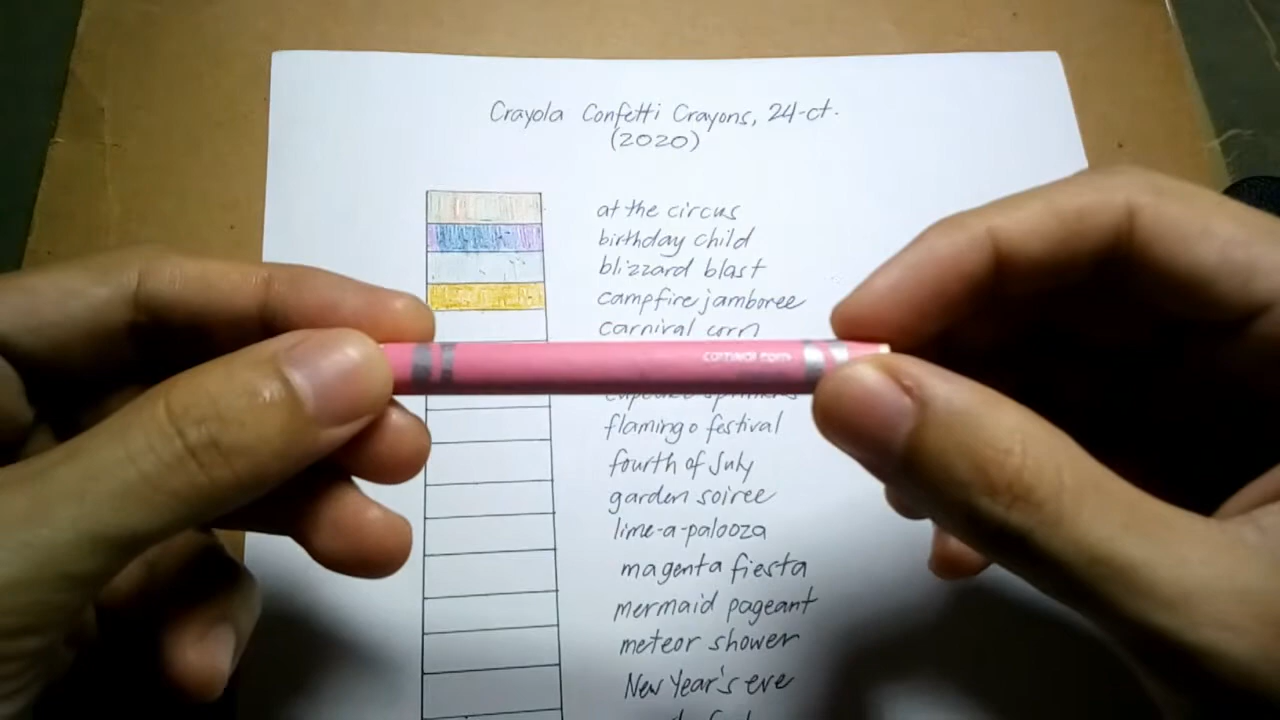 Crayola Confetti Crayons, 24-ct.
(2020)
at the circus
birthday child
blizzard blast
campfire jamboree
carnival corn
carnival corn
flamingo festival
fourth of July
garden soiree
lime-a-palooza
magenta fiesta
mermaid pageant
meteor shower
New Year's eve